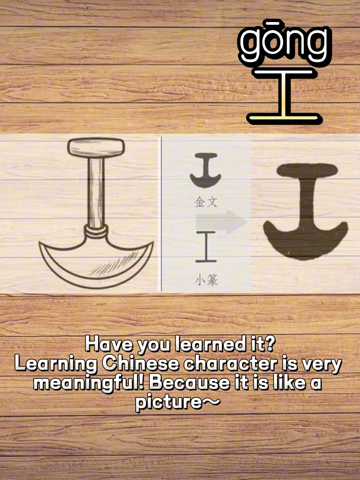 gōng
工
金文
小篆
Have you learned it?
Learning Chinese character is very
meaningful! Because it is like a
picture～